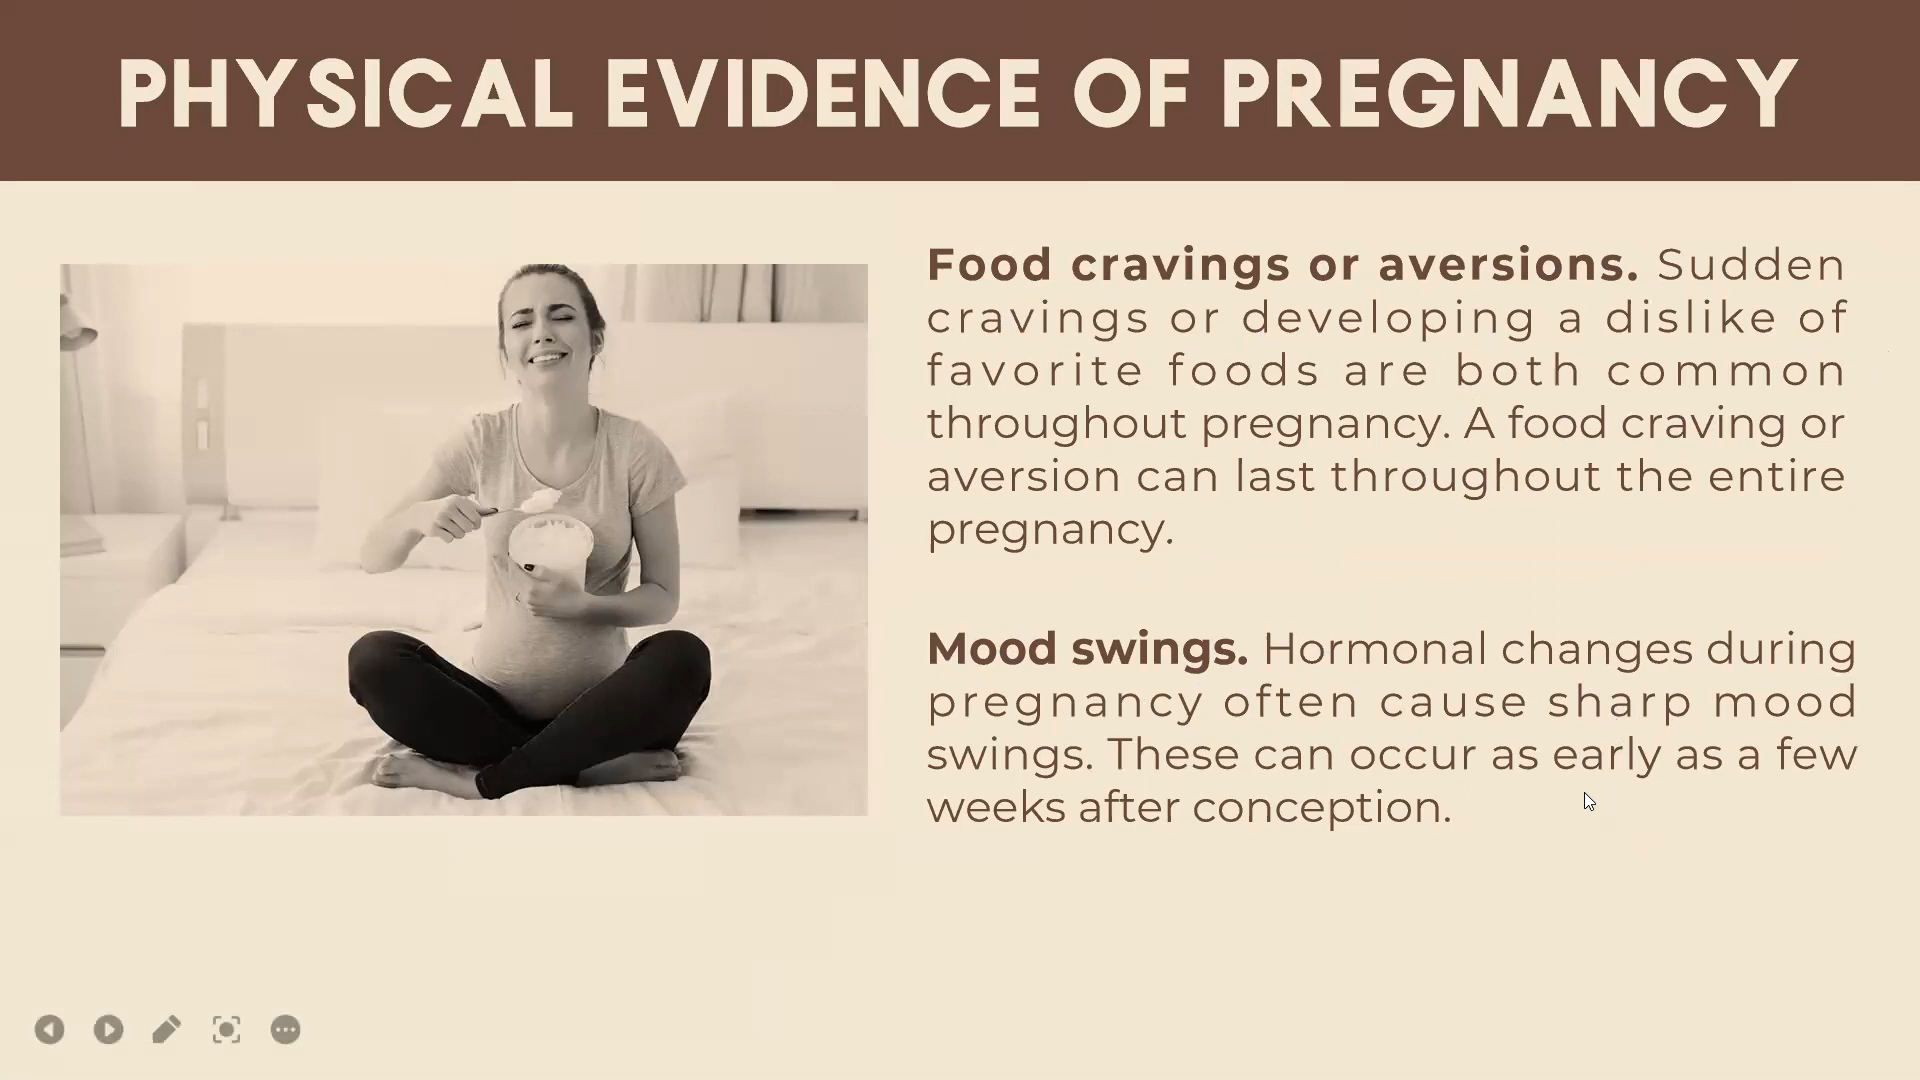 PHYSICAL EVIDENCE OF PREGNANCY
Food cravings or aversions. Sudden
cravings or developing a dislike of
favorite foods are both common
throughout pregnancy. A food craving or
aversion can last throughout the entire
pregnancy.
Mood swings. Hormonal changes during
pregnancy often cause sharp mood
swings. These can occur as early as a few
weeks after conception.